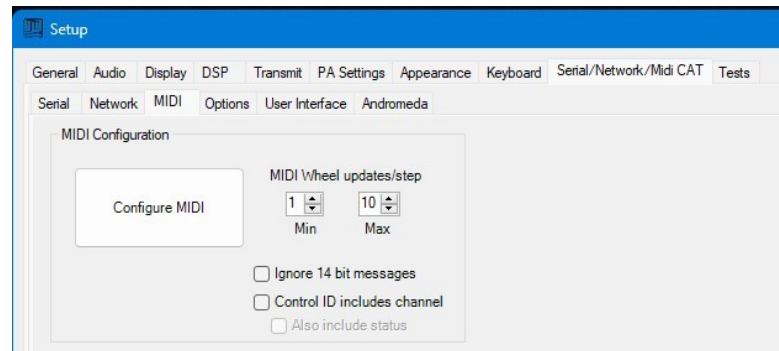 Setup
General Audio Display DSP Transmit PA Settings Appearance Keyboard Serial/Network/Midi CAT Tests
Serial Network MIDI Options User Interface Andromeda
MIDI Configuration
Configure MIDI
MIDI Wheel updates/step
1 10
Min Max
Ignore 14 bit messages
Control ID includes channel
Also include status